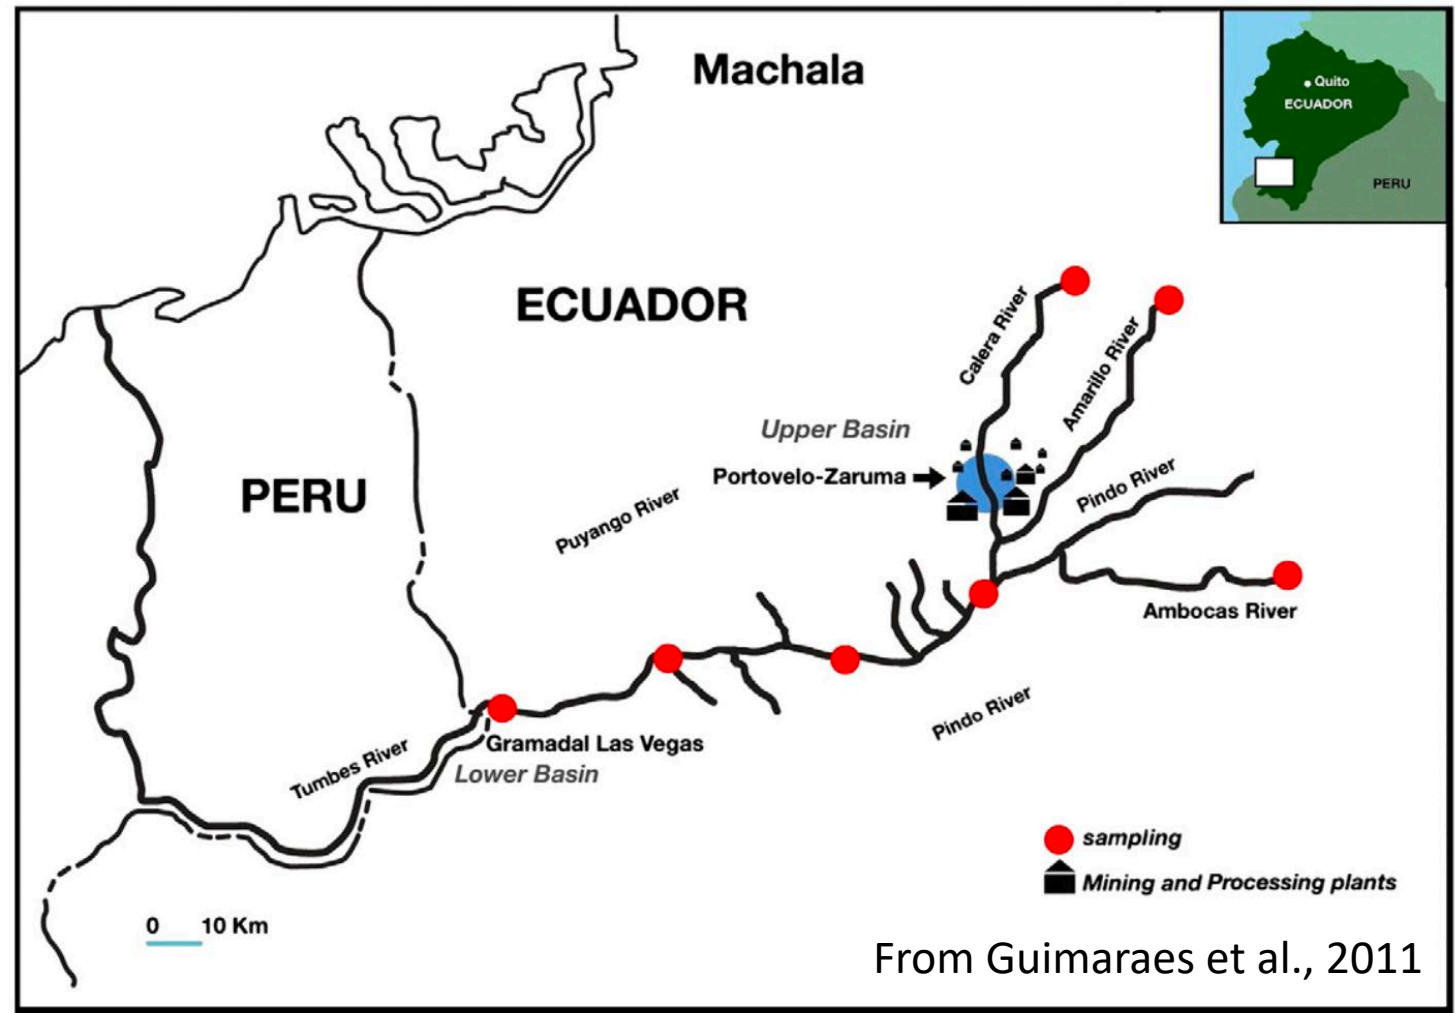 Machala
Quito
ECUADOR
PERU
ECUADOR
Calera River
Amarillo River
Upper Basin
Portovelo-Zaruma
Pindo River
PERU
Puyango River
Ambocas River
Pindo River
Gramadal Las Vegas
Tumbes River
Lower Basin
sampling
Mining and Processing plants
0 10 Km
From Guimaraes et al., 2011